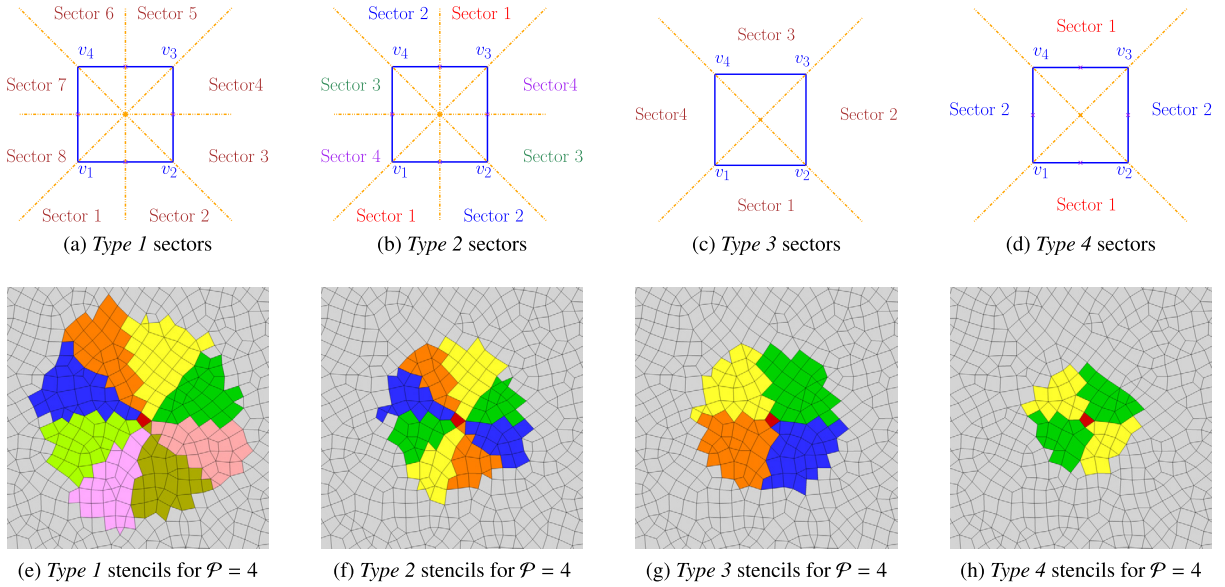 Sector 6 Sector 5
v₄ v₃
Sector 7 Sector4
Sector 8 Sector 3
v₁ v₂
Sector 1 Sector 2
(a) Type 1 sectors
Sector 2 Sector 1
v₄ v₃
Sector 3 Sector4
Sector 4 Sector 3
v₁ v₂
Sector 1 Sector 2
(b) Type 2 sectors
Sector 3
v₄ v₃
Sector4 Sector 2
v₁ v₂
Sector 1
(c) Type 3 sectors
Sector 1
v₄ v₃
Sector 2 Sector 2
v₁ v₂
Sector 1
(d) Type 4 sectors
(e) Type 1 stencils for 𝒫 = 4
(f) Type 2 stencils for 𝒫 = 4
(g) Type 3 stencils for 𝒫 = 4
(h) Type 4 stencils for 𝒫 = 4